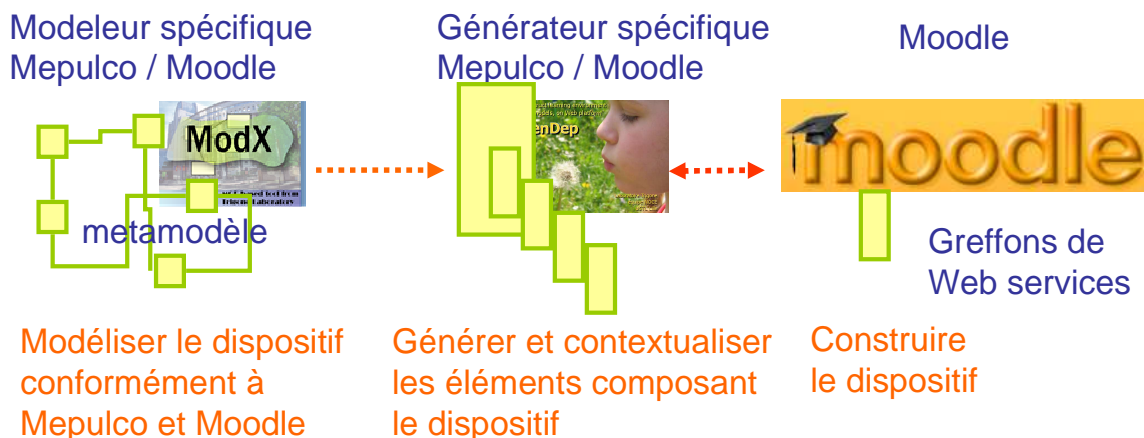 Modeleur spécifique
Mepulco / Moodle
Générateur spécifique
Mepulco / Moodle
Moodle
ModX
metamodèle
enDep
moodle
Greffons de
Web services
Modéliser le dispositif
conformément à
Mepulco et Moodle
Générer et contextualiser
les éléments composant
le dispositif
Construire
le dispositif